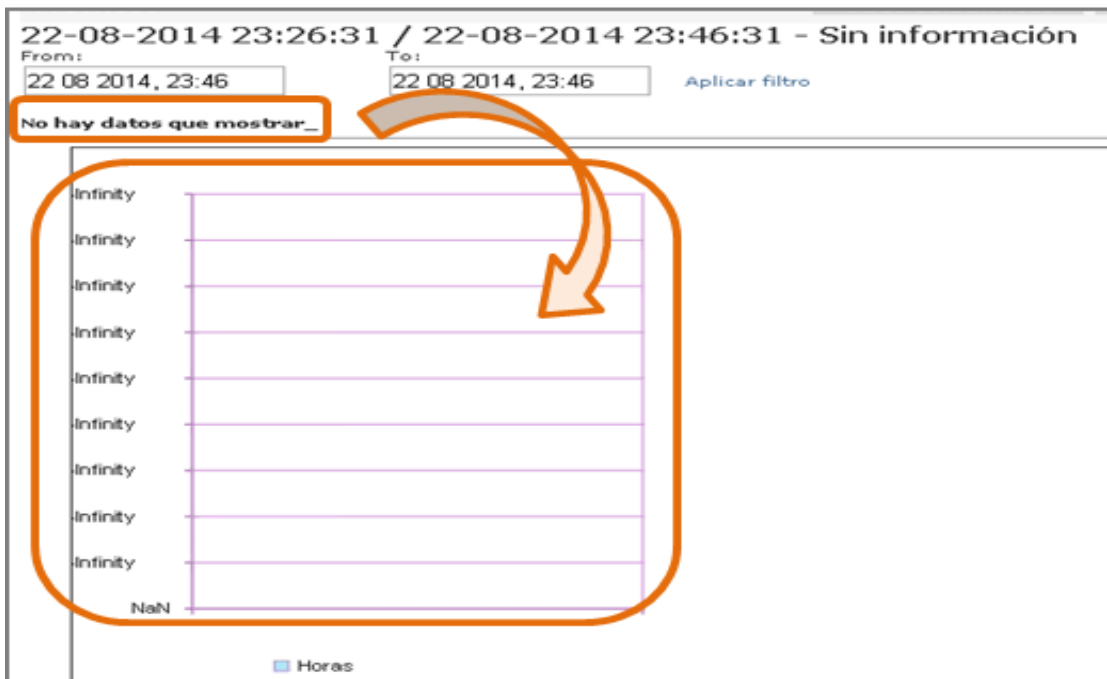 22-08-2014 23:26:31 / 22-08-2014 23:46:31 - Sin información
From: To:
22 08 2014, 23:46 22 08 2014, 23:46 Aplicar filtro
No hay datos que mostrar_
-Infinity
-Infinity
-Infinity
-Infinity
-Infinity
-Infinity
-Infinity
-Infinity
-Infinity
NaN
Horas